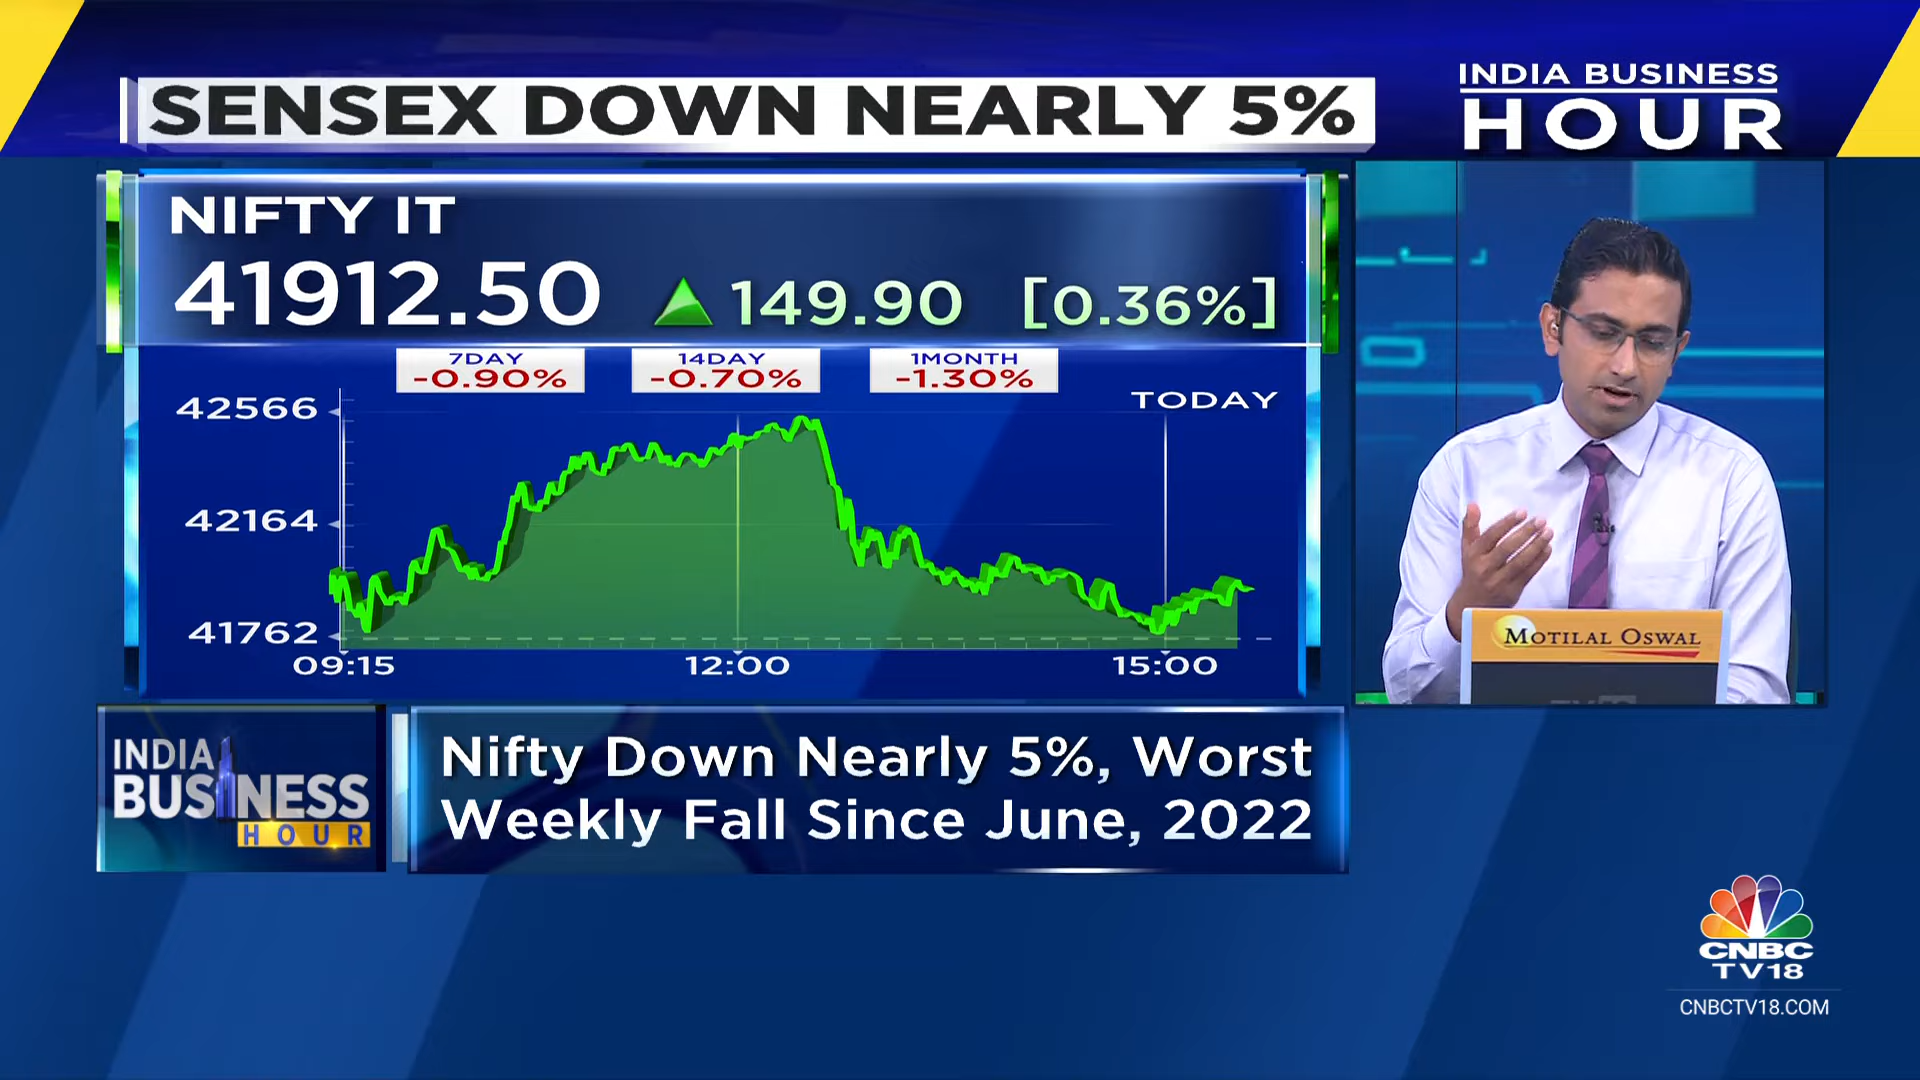 SENSEX DOWN NEARLY 5%
INDIA BUSINESS
HOUR
NIFTY IT
41912.50 149.90 [0.36%]
7DAY
-0.90%
14DAY
-0.70%
1MONTH
-1.30%
TODAY
42566
42164
41762
09:15 12:00 15:00
MOTILAL OSWAL
INDIA
BUSINESS
HOUR
Nifty Down Nearly 5%, Worst
Weekly Fall Since June, 2022
CNBC
TV18
CNBCTV18.COM